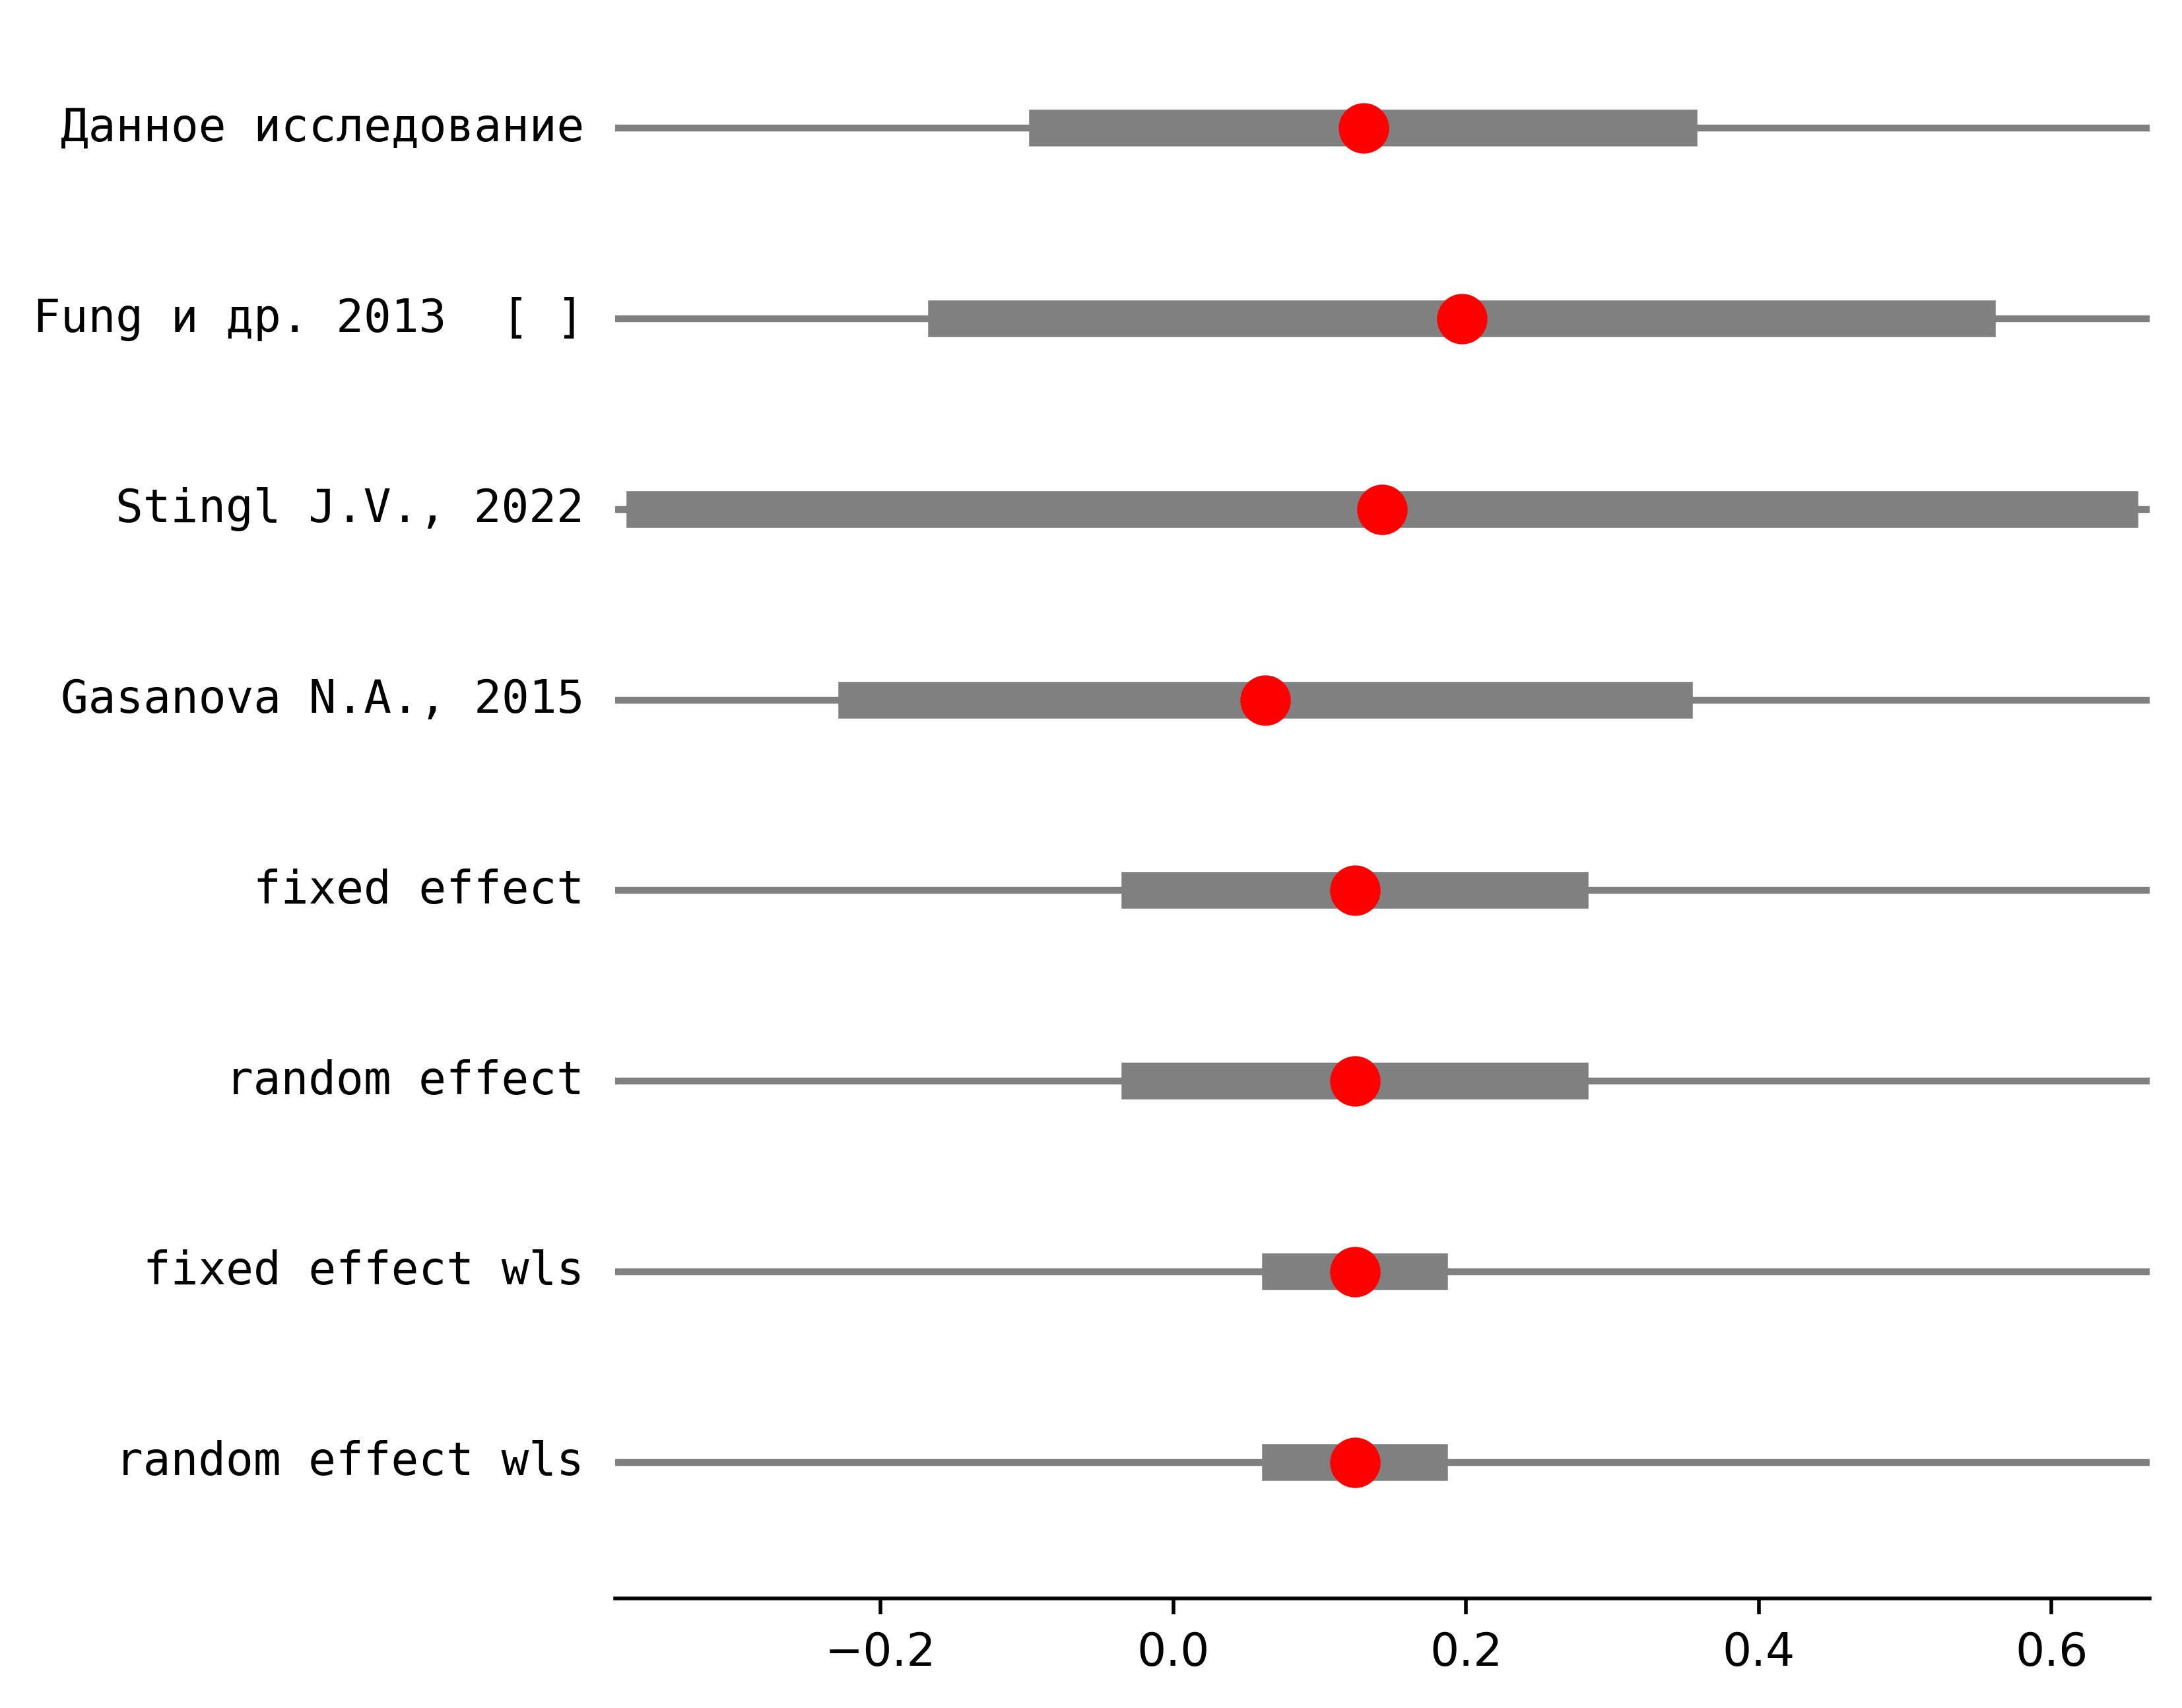 Данное исследование
Fung и др. 2013  [ ]
Stingl J.V., 2022
Gasanova N.A., 2015
fixed effect
random effect
fixed effect wls
random effect wls
−0.2 0.0 0.2 0.4 0.6